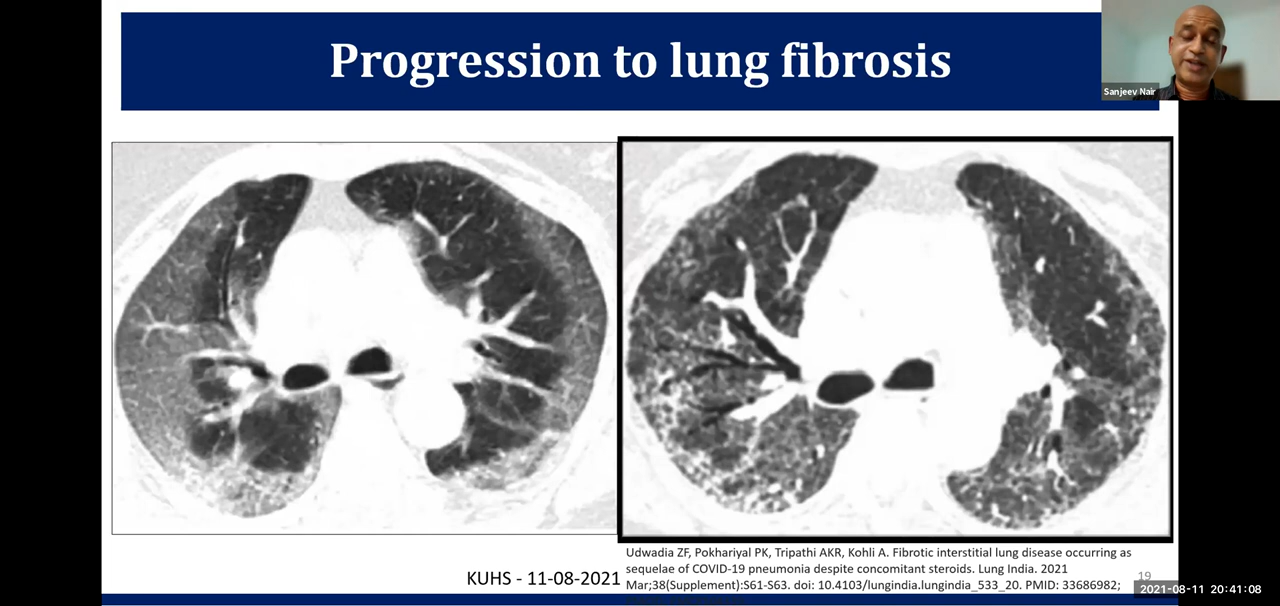 Progression to lung fibrosis
Sanjeev Nair
Udwadia ZF, Pokhariyal PK, Tripathi AKR, Kohli A. Fibrotic interstitial lung disease occurring as
sequelae of COVID-19 pneumonia despite concomitant steroids. Lung India. 2021
Mar;38(Supplement):S61-S63. doi: 10.4103/lungindia.lungindia_533_20. PMID: 33686982;
KUHS - 11-08-2021
19
2021-08-11 20:41:08